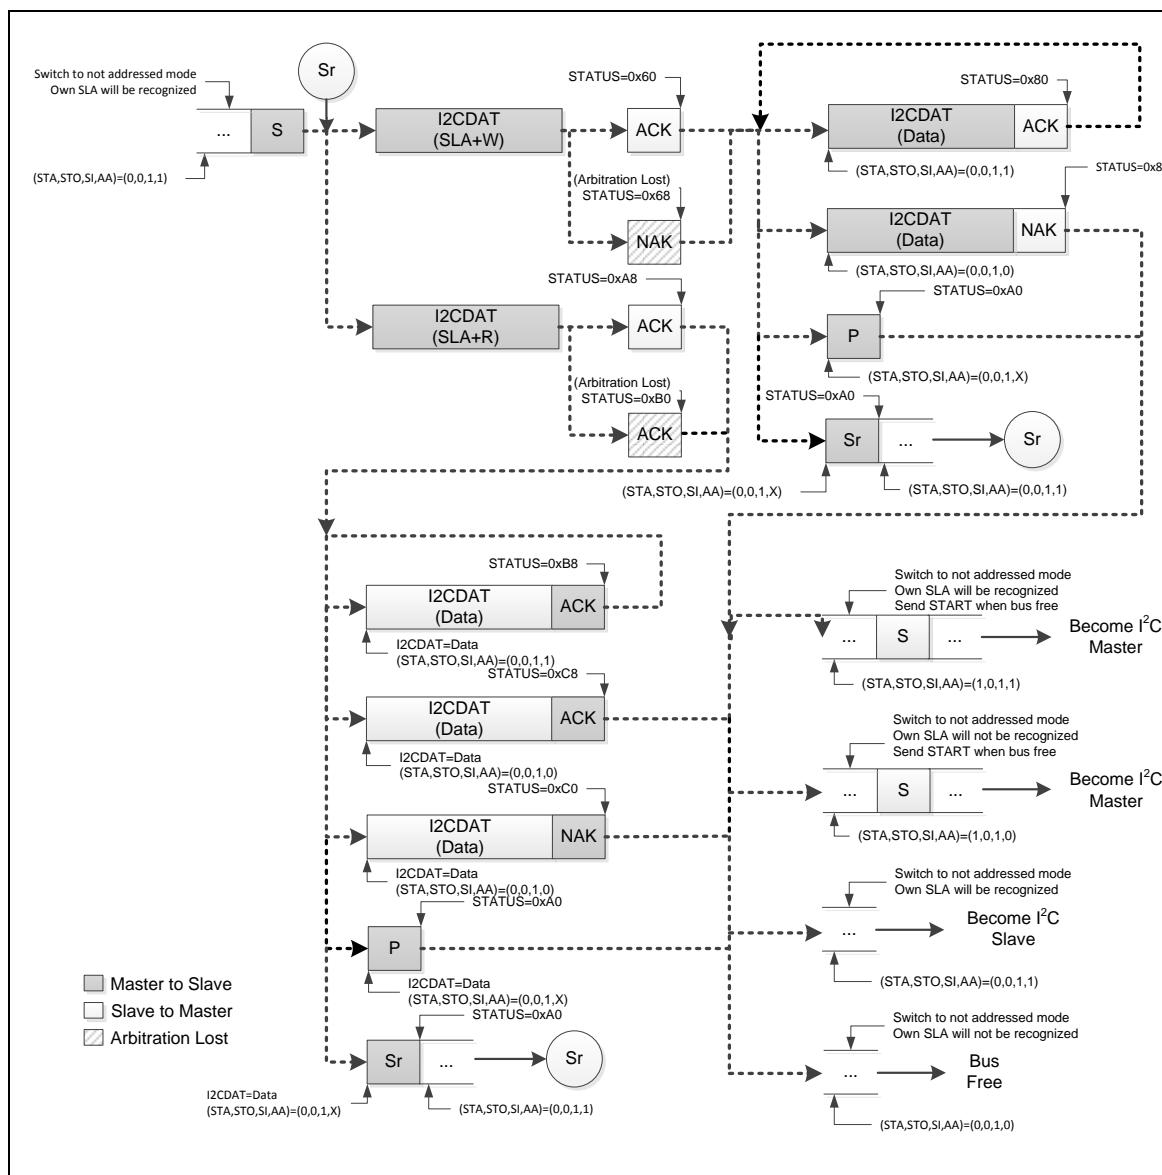 Switch to not addressed mode
Own SLA will be recognized
...
S
(STA,STO,SI,AA)=(0,0,1,1)
Sr
I2CDAT
(SLA+W)
STATUS=0x60
ACK
(Arbitration Lost)
STATUS=0x68
NAK
STATUS=0x80
I2CDAT
(Data)
ACK
(STA,STO,SI,AA)=(0,0,1,1)
STATUS=0x8
I2CDAT
(Data)
NAK
(STA,STO,SI,AA)=(0,0,1,0)
STATUS=0xA0
P
(STA,STO,SI,AA)=(0,0,1,X)
STATUS=0xA0
Sr
...
Sr
(STA,STO,SI,AA)=(0,0,1,X)
(STA,STO,SI,AA)=(0,0,1,1)
I2CDAT
(SLA+R)
STATUS=0xA8
ACK
(Arbitration Lost)
STATUS=0xB0
ACK
STATUS=0xB8
I2CDAT
(Data)
ACK
I2CDAT=Data
(STA,STO,SI,AA)=(0,0,1,1)
STATUS=0xC8
I2CDAT
(Data)
ACK
I2CDAT=Data
(STA,STO,SI,AA)=(0,0,1,0)
STATUS=0xC0
I2CDAT
(Data)
NAK
I2CDAT=Data
(STA,STO,SI,AA)=(0,0,1,0)
STATUS=0xA0
P
I2CDAT=Data
(STA,STO,SI,AA)=(0,0,1,X)
STATUS=0xA0
Sr
...
Sr
I2CDAT=Data
(STA,STO,SI,AA)=(0,0,1,X)
(STA,STO,SI,AA)=(0,0,1,1)
Switch to not addressed mode
Own SLA will be recognized
Send START when bus free
...
S
...
Become I²C
Master
(STA,STO,SI,AA)=(1,0,1,1)
Switch to not addressed mode
Own SLA will not be recognized
Send START when bus free
...
S
...
Become I²C
Master
(STA,STO,SI,AA)=(1,0,1,0)
Switch to not addressed mode
Own SLA will be recognized
...
Become I²C
Slave
(STA,STO,SI,AA)=(0,0,1,1)
Switch to not addressed mode
Own SLA will not be recognized
...
Bus
Free
(STA,STO,SI,AA)=(0,0,1,0)
Master to Slave
Slave to Master
Arbitration Lost